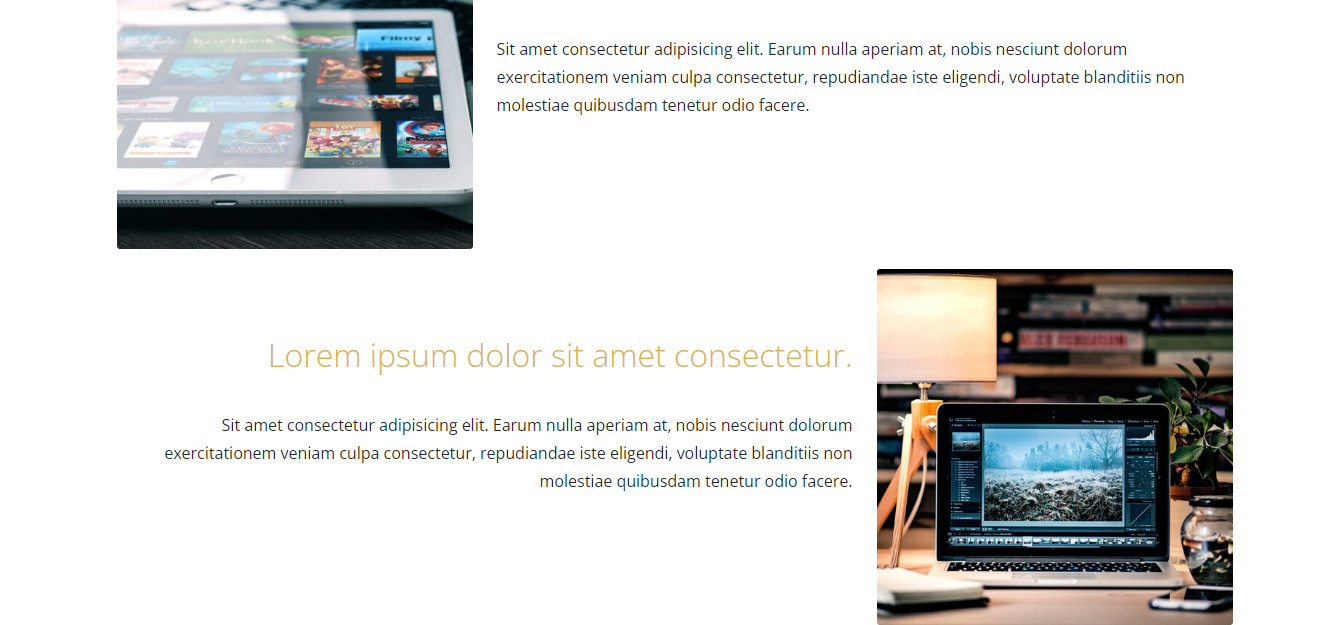 Sit amet consectetur adipisicing elit. Earum nulla aperiam at, nobis nesciunt dolorum
exercitationem veniam culpa consectetur, repudiandae iste eligendi, voluptate blanditiis non
molestiae quibusdam tenetur odio facere.
Lorem ipsum dolor sit amet consectetur.
Sit amet consectetur adipisicing elit. Earum nulla aperiam at, nobis nesciunt dolorum
exercitationem veniam culpa consectetur, repudiandae iste eligendi, voluptate blanditiis non
molestiae quibusdam tenetur odio facere.